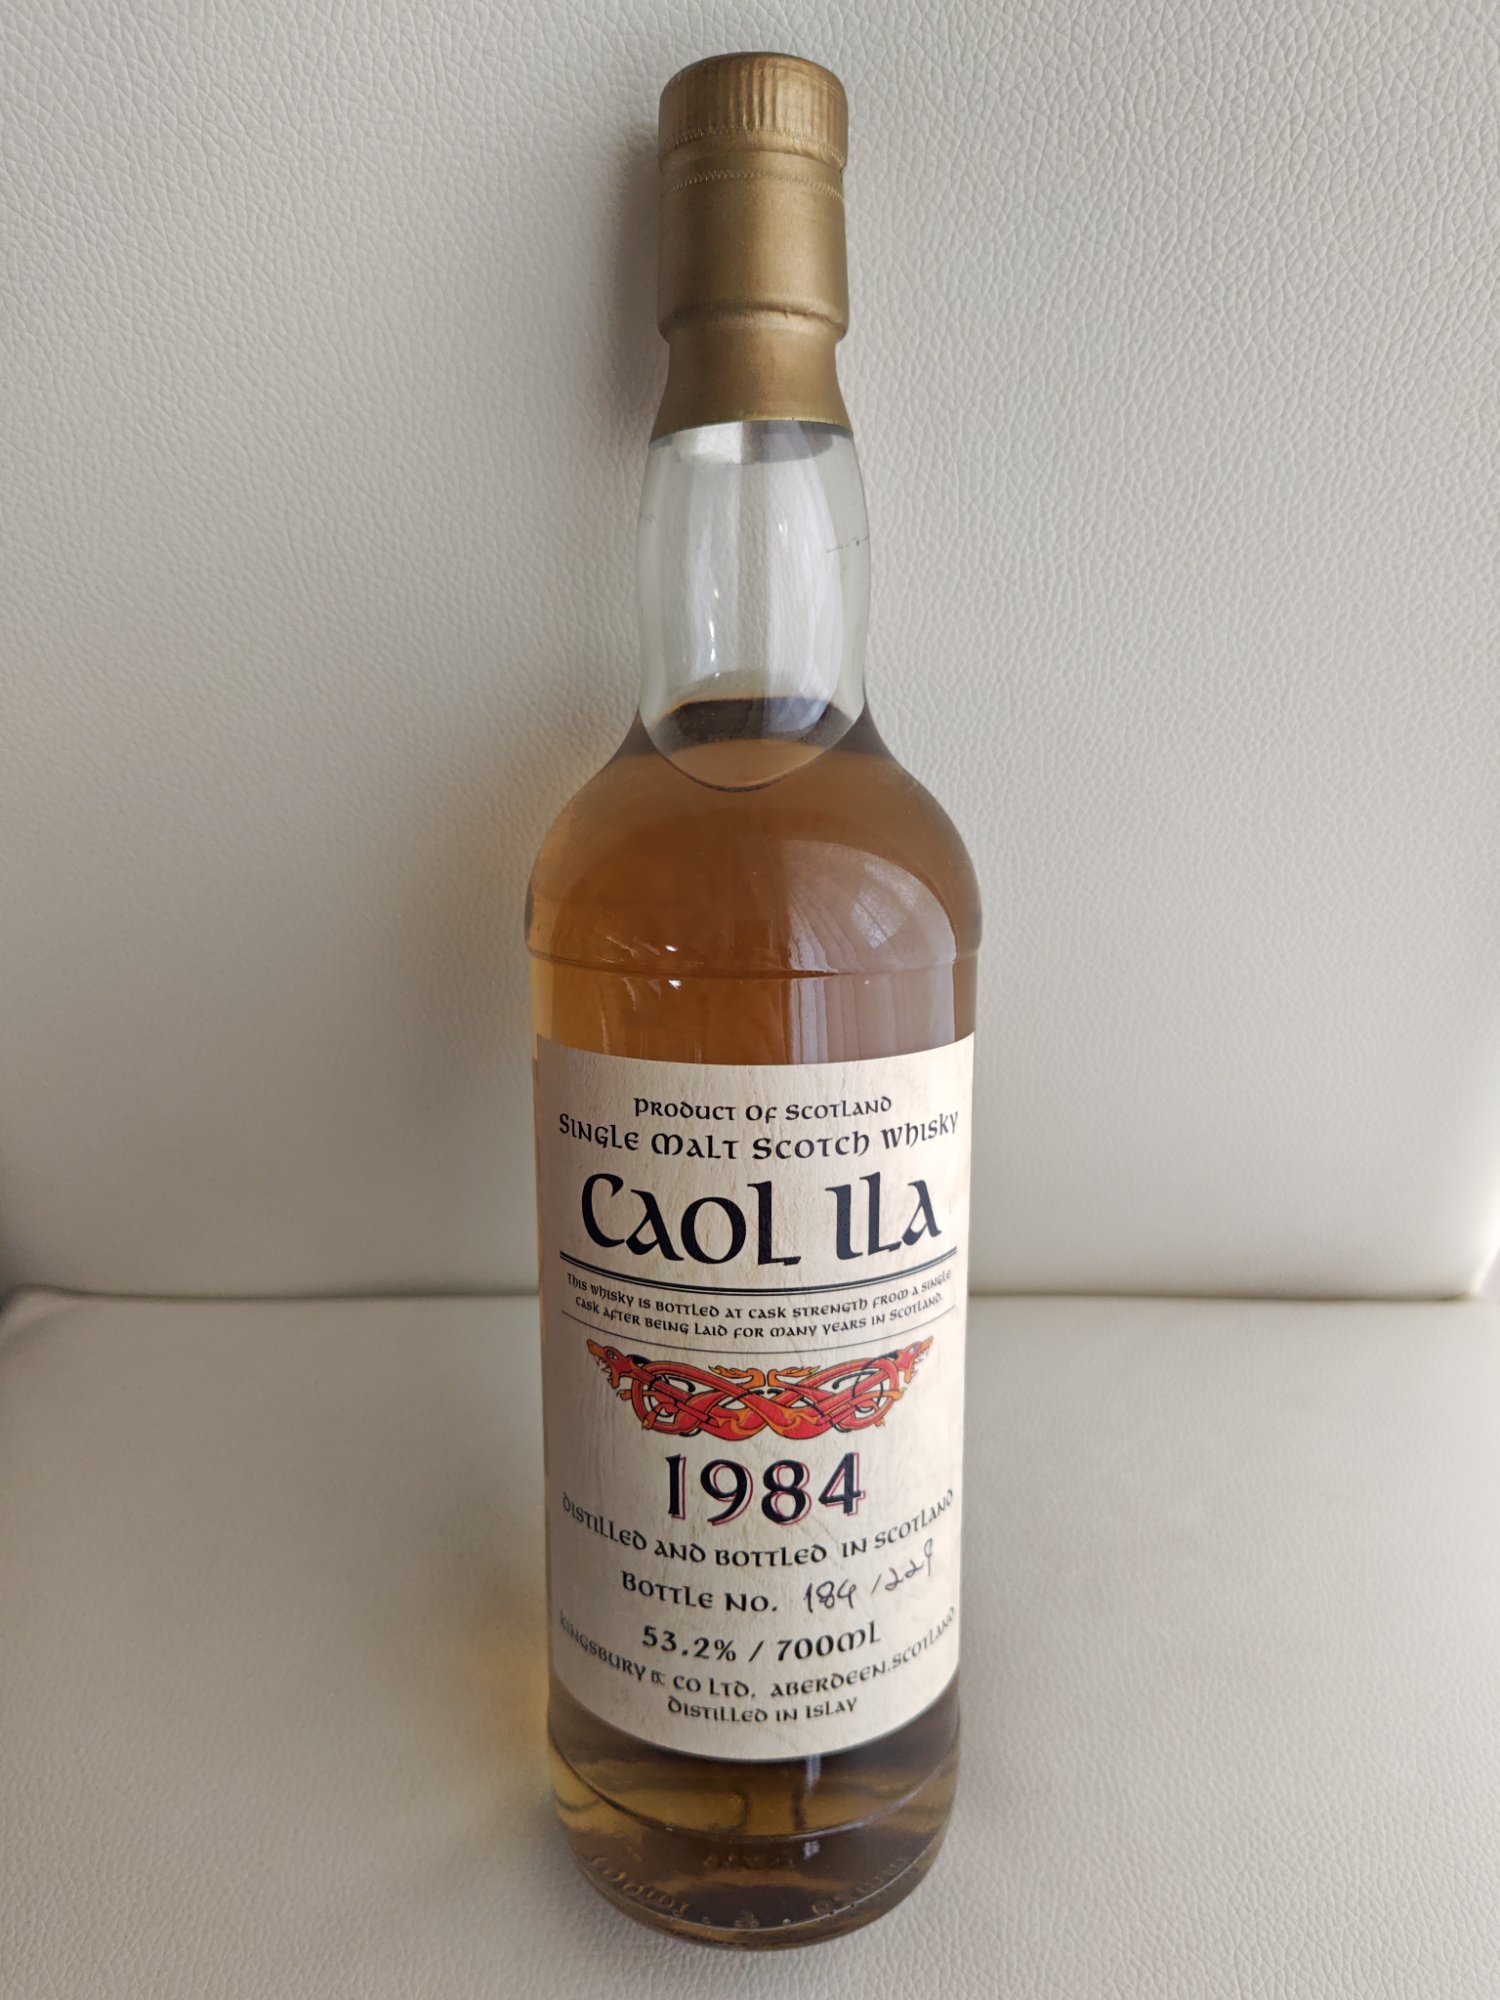 Product Of Scotland
Single Malt Scotch Whisky
Caol Ila
This whisky is bottled at cask strength from a single
cask after being laid for many years in Scotland.
1984
Distilled and Bottled in Scotland
Bottle No. 184 / 229
53.2% / 700ml
Kingsbury & Co Ltd. Aberdeen. Scotland
Distilled in Islay